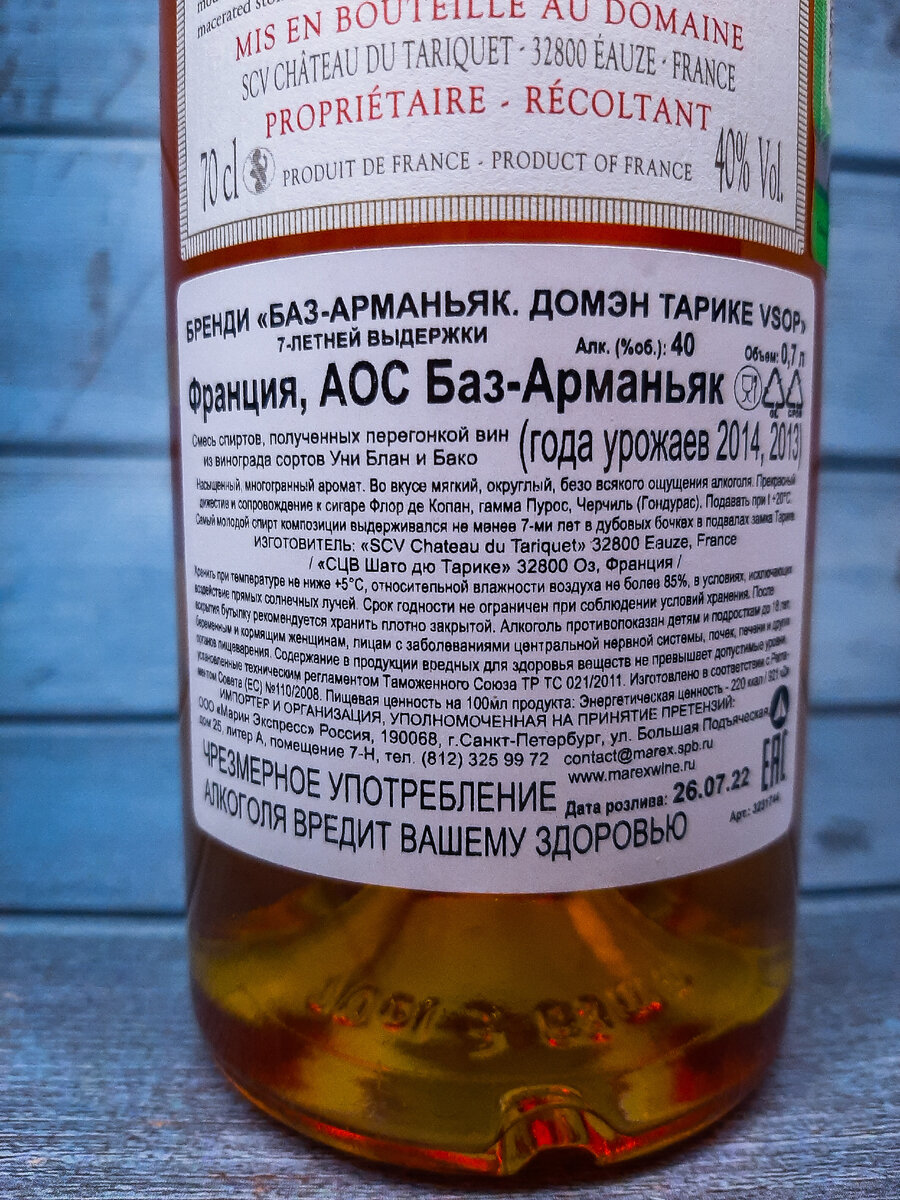 macerated
MIS EN BOUTEILLE AU DOMAINE
SCV CHÂTEAU DU TARIQUET - 32800 ÉAUZE - FRANCE
PROPRIÉTAIRE - RÉCOLTANT
70 cl PRODUIT DE FRANCE - PRODUCT OF FRANCE 40% Vol.
БРЕНДИ «БАЗ-АРМАНЬЯК. ДОМЭН ТАРИКЕ VSOP»
7-ЛЕТНЕЙ ВЫДЕРЖКИ Алк. (%об.): 40 Объем: 0,7 л
Франция, АОС Баз-Арманьяк
Смесь спиртов, полученных перегонкой вин (года урожаев 2014, 2013)
из винограда сортов Уни Блан и Бако
Насыщенный, многогранный аромат. Во вкусе мягкий, округлый, безо всякого ощущения алкоголя. Прекрасный
дижестив и сопровождение к сигаре Флор де Копан, гамма Пурос, Черчиль (Гондурас). Подавать при t +20°С.
Самый молодой спирт композиции выдерживался не менее 7-ми лет в дубовых бочках в подвалах замка Тарике
ИЗГОТОВИТЕЛЬ: «SCV Chateau du Tariquet» 32800 Eauze, France
/ «СЦВ Шато дю Тарике» 32800 Оз, Франция /
Хранить при температуре не ниже +5°С, относительной влажности воздуха не более 85%, в условиях, исключающих
воздействие прямых солнечных лучей. Срок годности не ограничен при соблюдении условий хранения. После
вскрытия бутылку рекомендуется хранить плотно закрытой. Алкоголь противопоказан детям и подросткам до 18 лет,
беременным и кормящим женщинам, лицам с заболеваниями центральной нервной системы, почек, печени и других
органов пищеварения. Содержание в продукции вредных для здоровья веществ не превышает допустимые уровни,
установленные техническим регламентом Таможенного Союза ТР ТС 021/2011. Изготовлено в соответствии с Регла-
ментом Совета (ЕС) №110/2008. Пищевая ценность на 100мл продукта: Энергетическая ценность - 220 ккал / 921 кДж
ИМПОРТЕР И ОРГАНИЗАЦИЯ, УПОЛНОМОЧЕННАЯ НА ПРИНЯТИЕ ПРЕТЕНЗИЙ:
ООО «Марин Экспресс» Россия, 190068, г.Санкт-Петербург, ул. Большая Подъяческая,
дом 25, литер А, помещение 7-Н, тел. (812) 325 99 72 contact@marex.spb.ru
www.marexwine.ru
ЧРЕЗМЕРНОЕ УПОТРЕБЛЕНИЕ Дата розлива: 26.07.22 ЕАС
АЛКОГОЛЯ ВРЕДИТ ВАШЕМУ ЗДОРОВЬЮ Арт.: 3231744